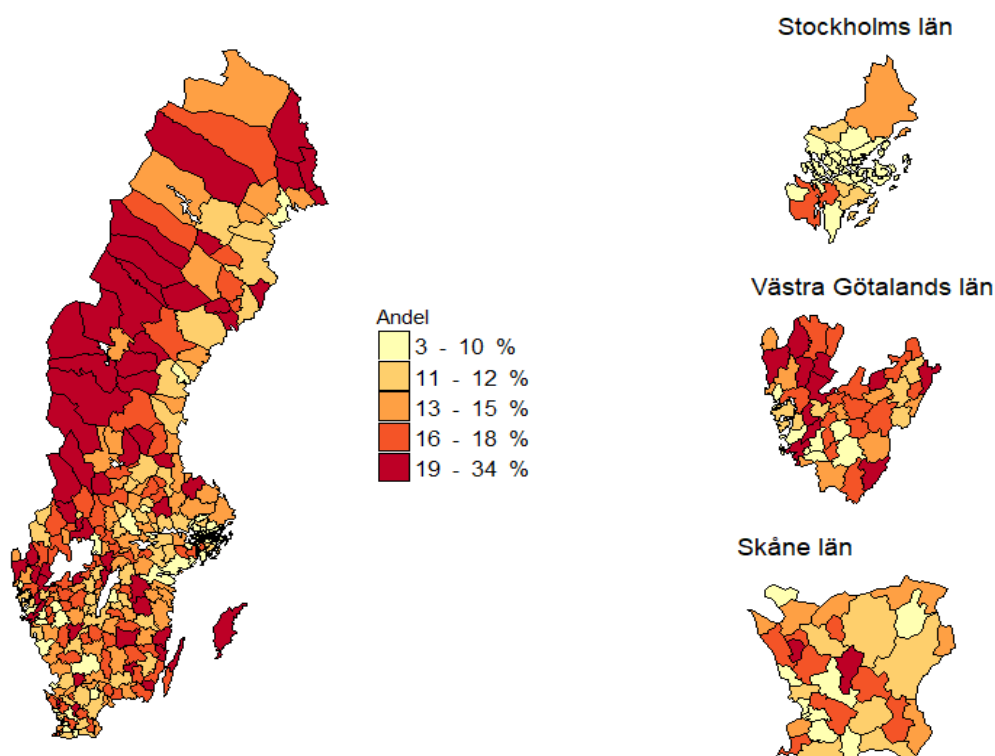 Stockholms län
Västra Götalands län
Andel
3 - 10 %
11 - 12 %
13 - 15 %
16 - 18 %
19 - 34 %
Skåne län